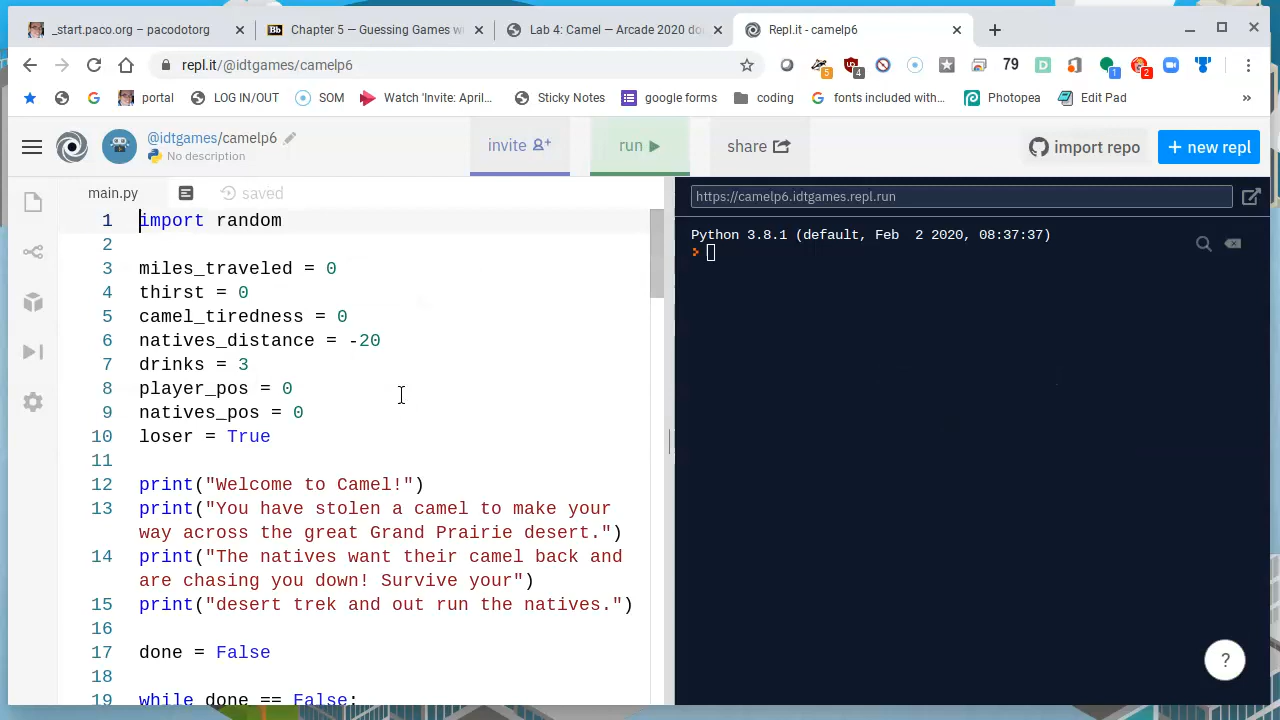 _start.paco.org – pacodotorg
Chapter 5 — Guessing Games w
Lab 4: Camel — Arcade 2020 do
Repl.it - camelp6
repl.it/@idtgames/camelp6
5
4
79
D
1
2
portal
LOG IN/OUT
SOM
Watch 'Invite: April...
Sticky Notes
google forms
coding
fonts included with...
Photopea
Edit Pad
»
@idtgames/camelp6
No description
invite
run
share
import repo
+ new repl
main.py
saved
https://camelp6.idtgames.repl.run
Python 3.8.1 (default, Feb  2 2020, 08:37:37)
1 import random
2
3 miles_traveled = 0
4 thirst = 0
5 camel_tiredness = 0
6 natives_distance = -20
7 drinks = 3
8 player_pos = 0
9 natives_pos = 0
10 loser = True
11
12 print("Welcome to Camel!")
13 print("You have stolen a camel to make your
way across the great Grand Prairie desert.")
14 print("The natives want their camel back and
are chasing you down! Survive your")
15 print("desert trek and out run the natives.")
16
17 done = False
18
19 while done == False:
?